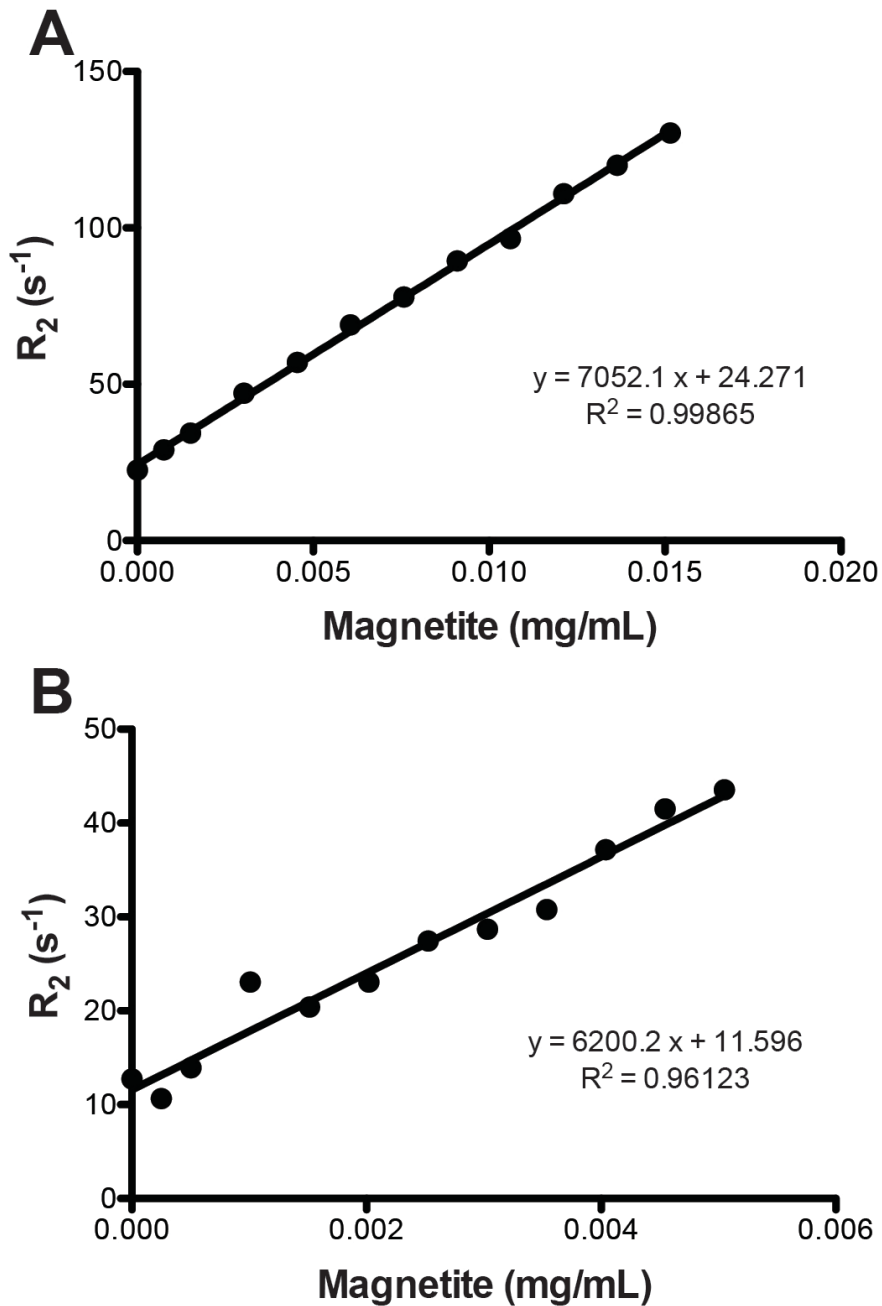 A
150
100
50
0
R₂ (s⁻¹)
y = 7052.1 x + 24.271
R² = 0.99865
0.000 0.005 0.010 0.015 0.020
Magnetite (mg/mL)
B
50
40
30
20
10
0
R₂ (s⁻¹)
y = 6200.2 x + 11.596
R² = 0.96123
0.000 0.002 0.004 0.006
Magnetite (mg/mL)